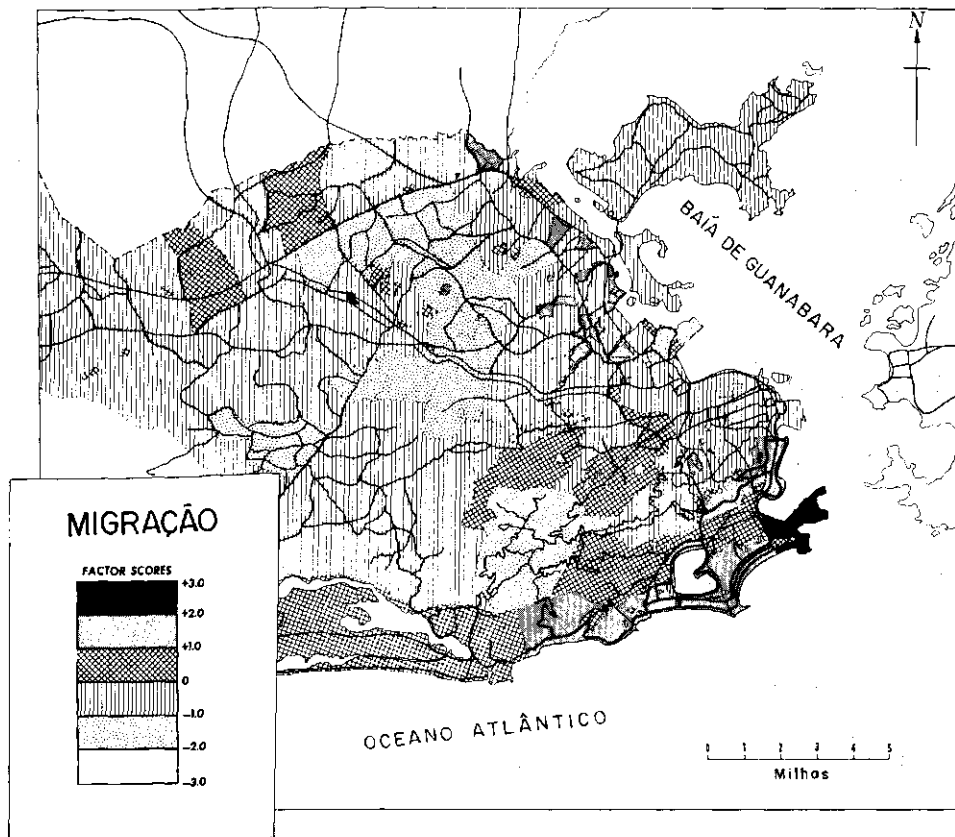 N
BAÍA DE GUANABARA
MIGRAÇÃO
FACTOR SCORES
+3.0
+2.0
+1.0
0
-1.0
-2.0
-3.0
OCEANO ATLÂNTICO
0 1 2 3 4 5
Milhas